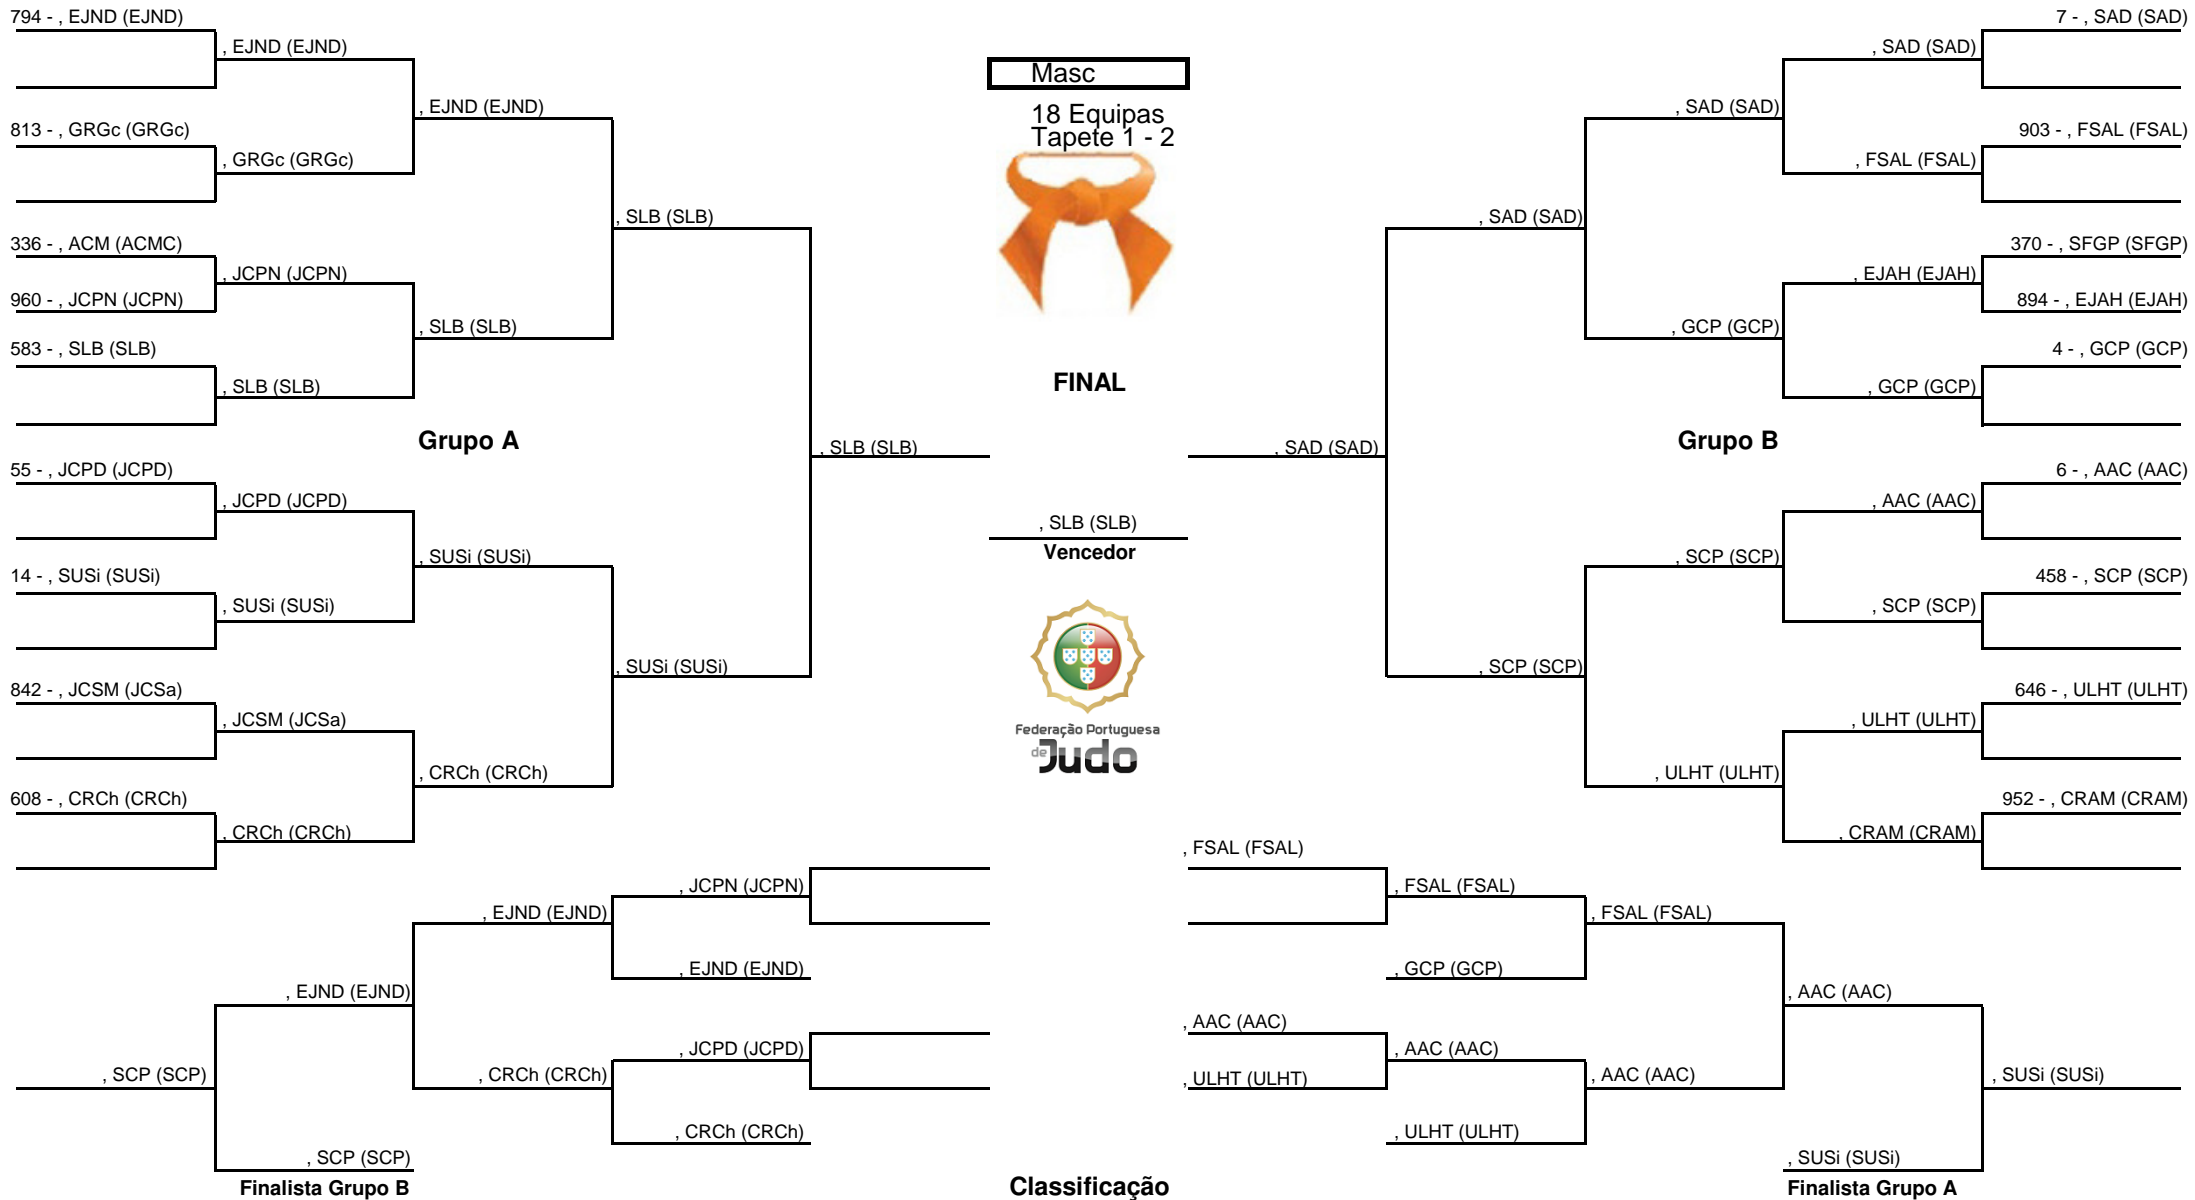 794 - , EJND (EJND)
, EJND (EJND)
813 - , GRGc (GRGc)
, GRGc (GRGc)
, EJND (EJND)
336 - , ACM (ACMC)
960 - , JCPN (JCPN)
, JCPN (JCPN)
583 - , SLB (SLB)
, SLB (SLB)
, SLB (SLB)
, SLB (SLB)
Grupo A
55 - , JCPD (JCPD)
, JCPD (JCPD)
14 - , SUSi (SUSi)
, SUSi (SUSi)
, SUSi (SUSi)
842 - , JCSM (JCSa)
, JCSM (JCSa)
608 - , CRCh (CRCh)
, CRCh (CRCh)
, CRCh (CRCh)
, SUSi (SUSi)
, SLB (SLB)
Masc
18 Equipas
Tapete 1 - 2
FINAL
, SLB (SLB)
Vencedor
Federação Portuguesa
de Judo
7 - , SAD (SAD)
, SAD (SAD)
903 - , FSAL (FSAL)
, FSAL (FSAL)
, SAD (SAD)
370 - , SFGP (SFGP)
894 - , EJAH (EJAH)
, EJAH (EJAH)
4 - , GCP (GCP)
, GCP (GCP)
, GCP (GCP)
, SAD (SAD)
Grupo B
6 - , AAC (AAC)
, AAC (AAC)
458 - , SCP (SCP)
, SCP (SCP)
, SCP (SCP)
646 - , ULHT (ULHT)
, ULHT (ULHT)
952 - , CRAM (CRAM)
, CRAM (CRAM)
, ULHT (ULHT)
, SCP (SCP)
, SAD (SAD)
, JCPN (JCPN)
, EJND (EJND)
, EJND (EJND)
, JCPD (JCPD)
, CRCh (CRCh)
, CRCh (CRCh)
, EJND (EJND)
, SCP (SCP)
, SCP (SCP)
Finalista Grupo B
Classificação
, FSAL (FSAL)
, FSAL (FSAL)
, GCP (GCP)
, FSAL (FSAL)
, AAC (AAC)
, ULHT (ULHT)
, AAC (AAC)
, ULHT (ULHT)
, AAC (AAC)
, AAC (AAC)
, SUSi (SUSi)
, SUSi (SUSi)
Finalista Grupo A